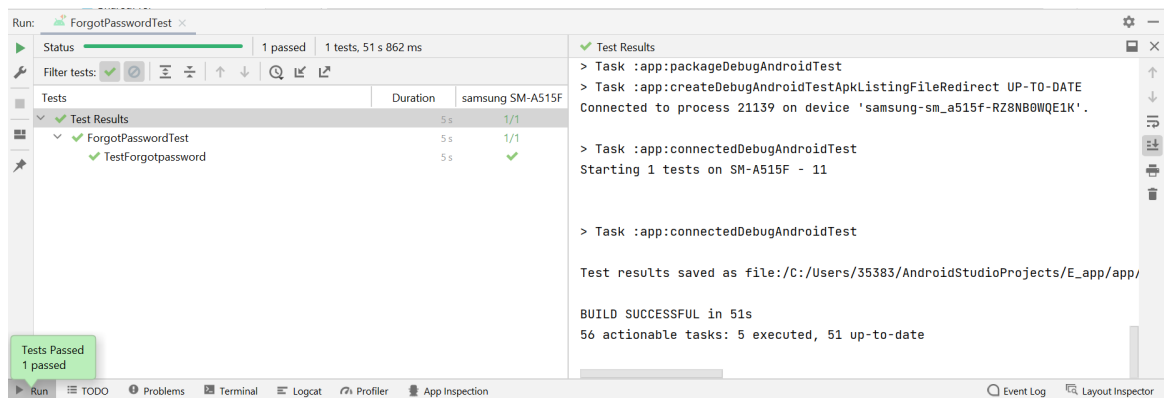 Run: ForgotPasswordTest
Status 1 passed 1 tests, 51 s 862 ms
Filter tests:
Tests Duration samsung SM-A515F
Test Results 5 s 1/1
ForgotPasswordTest 5 s 1/1
TestForgotpassword 5 s
Test Results
> Task :app:packageDebugAndroidTest
> Task :app:createDebugAndroidTestApkListingFileRedirect UP-TO-DATE
Connected to process 21139 on device 'samsung-sm_a515f-RZ8NB0WQE1K'.
> Task :app:connectedDebugAndroidTest
Starting 1 tests on SM-A515F - 11
> Task :app:connectedDebugAndroidTest
Test results saved as file:/C:/Users/35383/AndroidStudioProjects/E_app/app/
BUILD SUCCESSFUL in 51s
56 actionable tasks: 5 executed, 51 up-to-date
Tests Passed
1 passed
Run TODO Problems Terminal Logcat Profiler App Inspection Event Log Layout Inspector